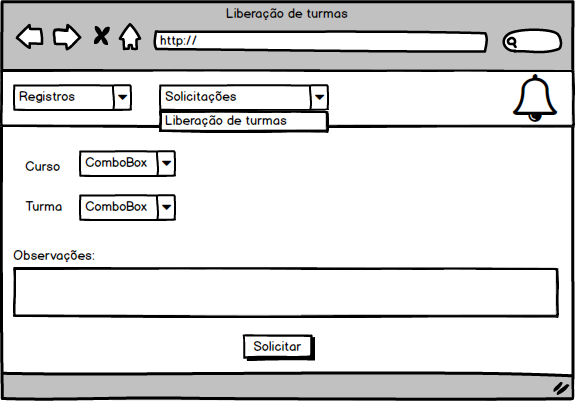 Liberação de turmas
http://
Registros
Solicitações
Liberação de turmas
Curso
ComboBox
Turma
ComboBox
Observações:
Solicitar